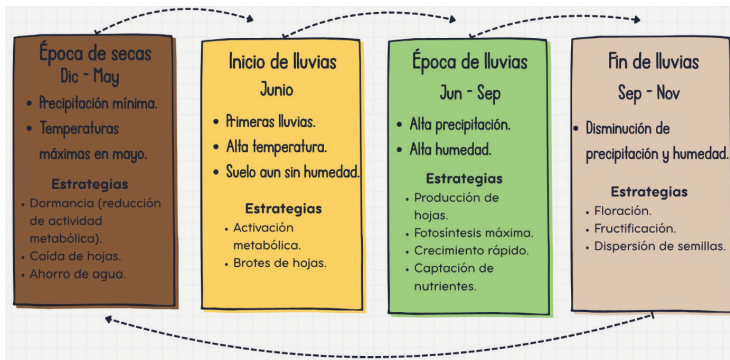 Época de secas
Dic - May
• Precipitación mínima.
• Temperaturas
máximas en mayo.
Estrategias
• Dormancia (reducción
de actividad
metabólica).
• Caída de hojas.
• Ahorro de agua.
Inicio de lluvias
Junio
• Primeras lluvias.
• Alta temperatura.
• Suelo aun sin humedad.
Estrategias
• Activación
metabólica.
• Brotes de hojas.
Época de lluvias
Jun - Sep
• Alta precipitación.
• Alta humedad.
Estrategias
• Producción de
hojas.
• Fotosíntesis máxima.
• Crecimiento rápido.
• Captación de
nutrientes.
Fin de lluvias
Sep - Nov
• Disminución de
precipitación y humedad.
Estrategias
• Floración.
• Fructificación.
• Dispersión de semillas.